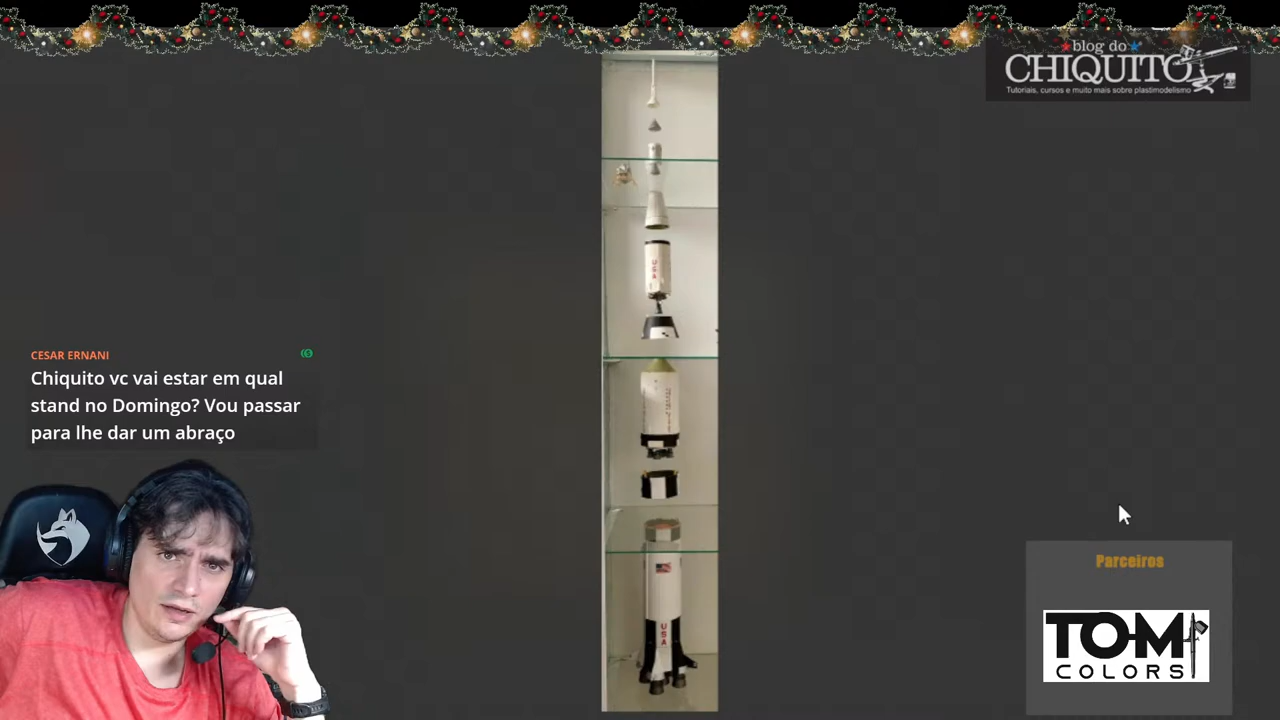 blog do
CHIQUITO
Tutoriais, cursos e muito mais sobre plastimodelismo
USA
CESAR ERNANI
Chiquito vc vai estar em qual
stand no Domingo? Vou passar
para lhe dar um abraço
USA
Parceiros
TOM
COLORS